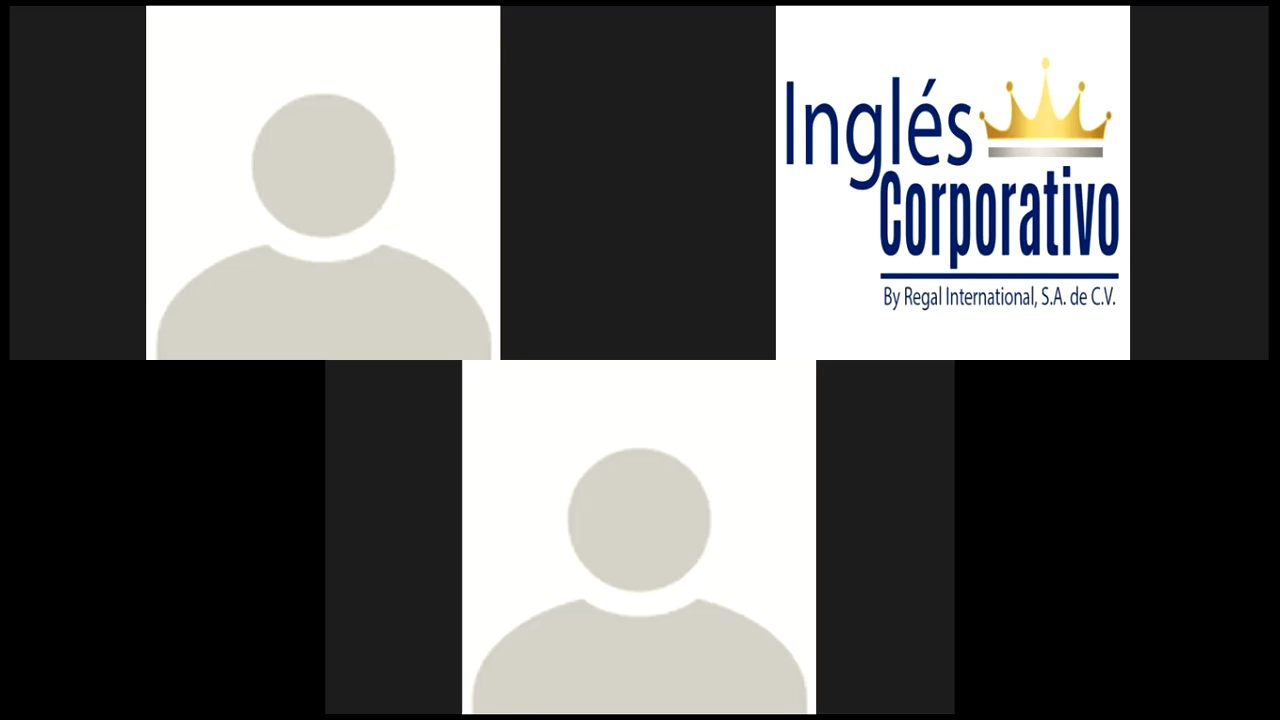 Inglés
Corporativo
By Regal International, S.A. de C.V.